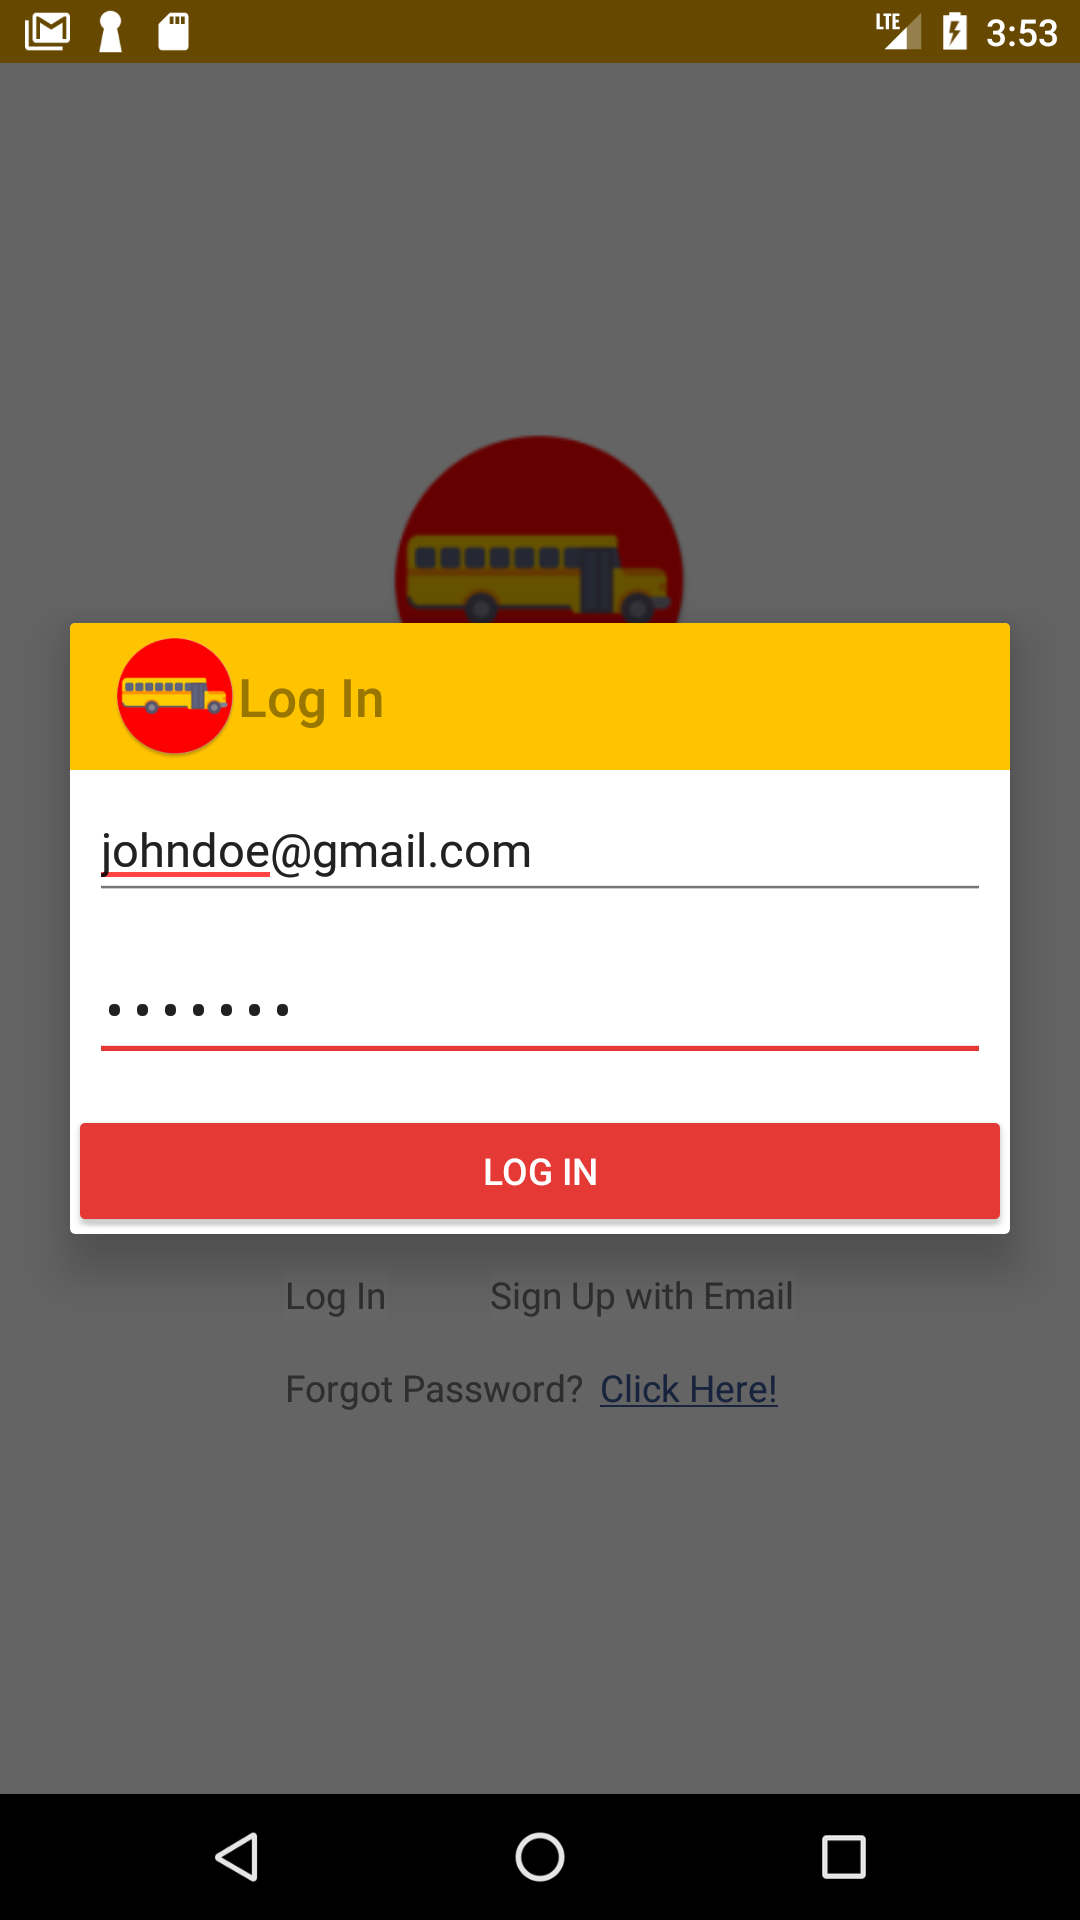 LTE 3:53
Log In
johndoe@gmail.com
•••••••
LOG IN
Log In Sign Up with Email
Forgot Password? Click Here!